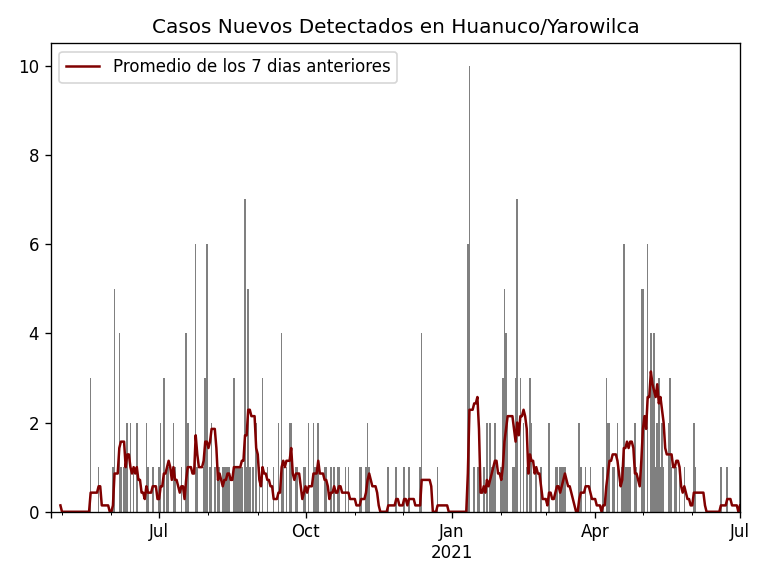 Casos Nuevos Detectados en Huanuco/Yarowilca
Promedio de los 7 dias anteriores
10
8
6
4
2
0
Jul
Oct
Jan
2021
Apr
Jul